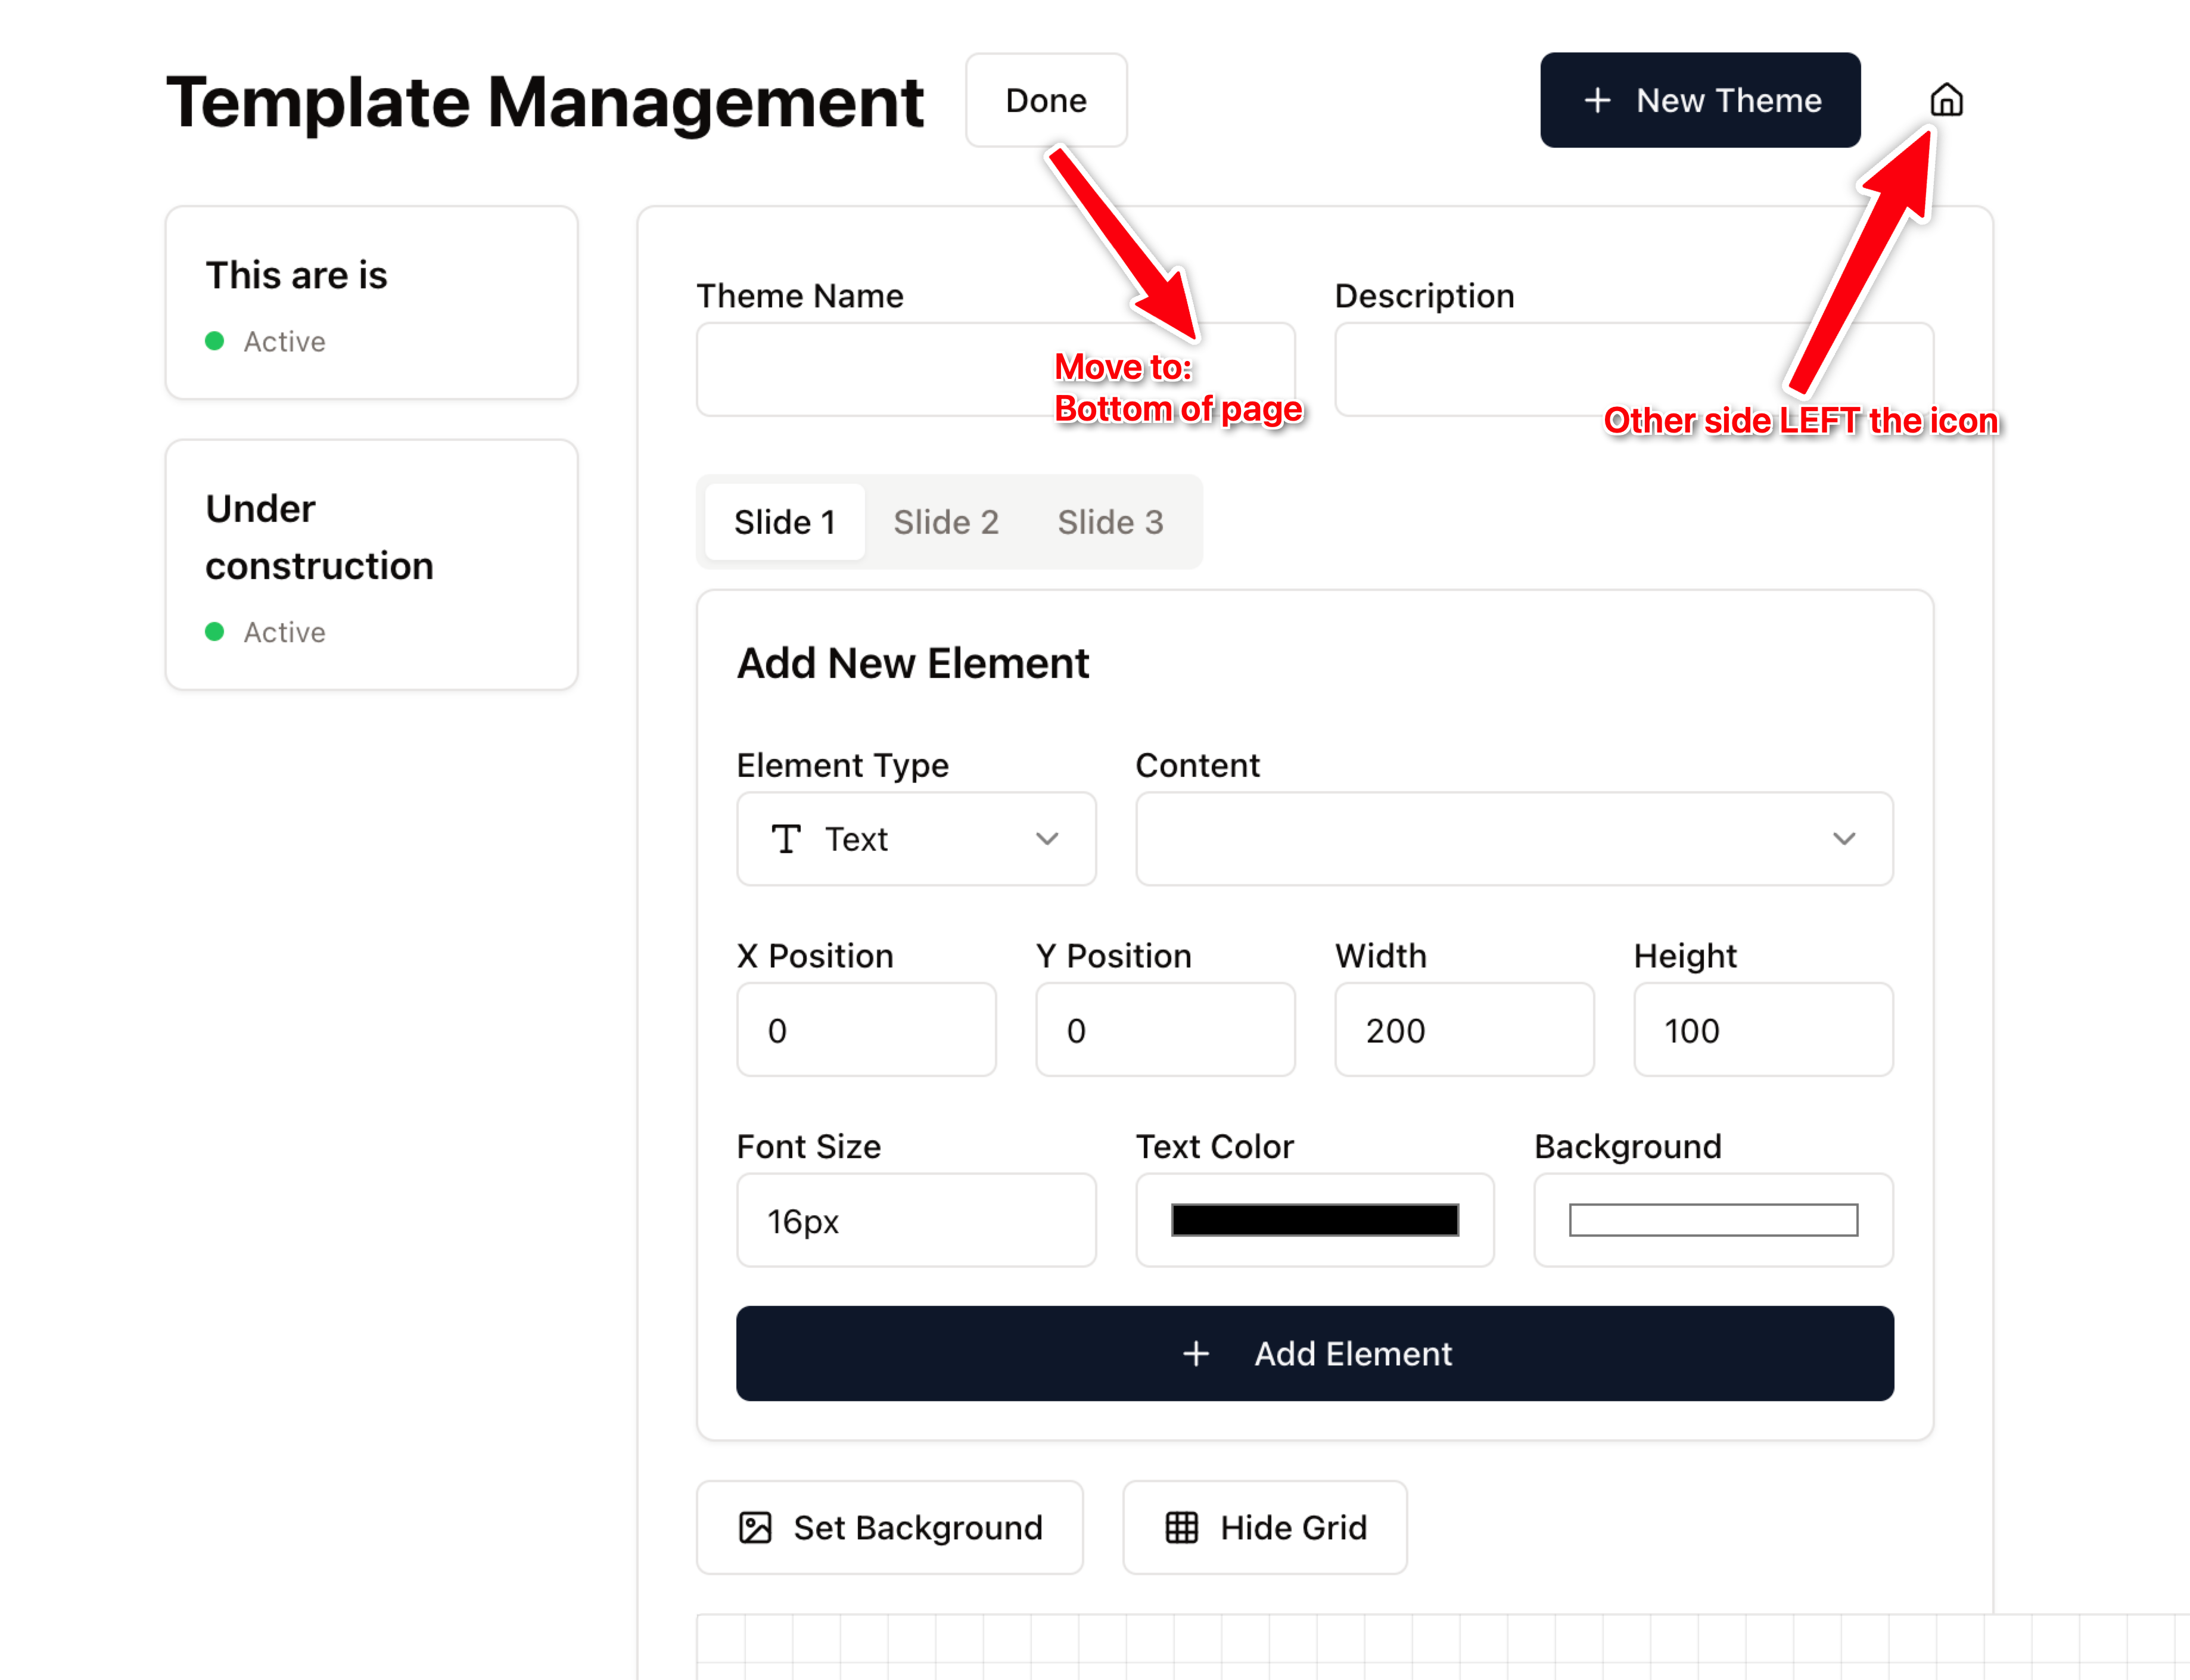 Template Management
Done
New Theme
This are is
Active
Under
construction
Active
Theme Name
Description
Move to:
Bottom of page
Other side LEFT the icon
Slide 1
Slide 2
Slide 3
Add New Element
Element Type
Content
Text
X Position
Y Position
Width
Height
0
0
200
100
Font Size
Text Color
Background
16px
Add Element
Set Background
Hide Grid